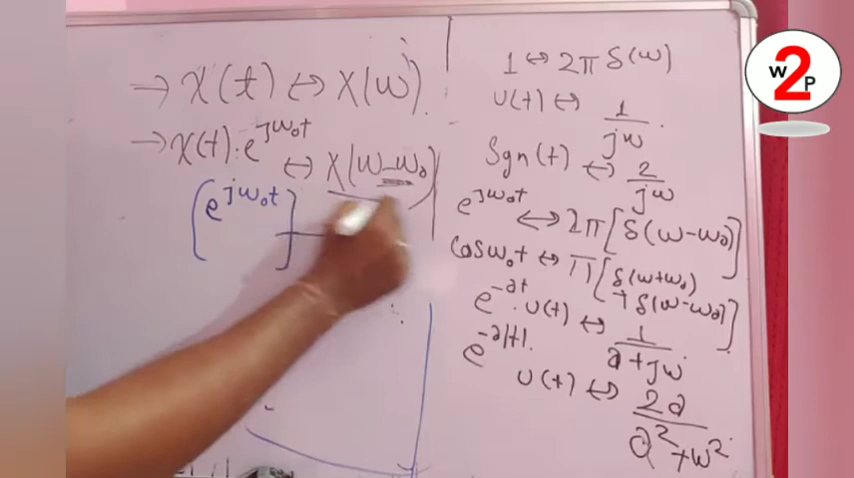 → X(t) ↔ X(ω)
→ X(t)·e^{jω₀t}
↔ X(ω-ω₀)
[e^{jω₀t}]
1 ↔ 2π δ(ω)
U(t) ↔ 1/jω
Sgn(t) ↔ 2/jω
e^{jω₀t} ↔ 2π[δ(ω-ω₀)]
Cosω₀t ↔ π[δ(ω+ω₀)
+ δ(ω-ω₀)]
e^{-at}·U(t) ↔ 1/a+jω
e^{-a|t|}
U(t) ↔ 2a/a²+ω²
W2P